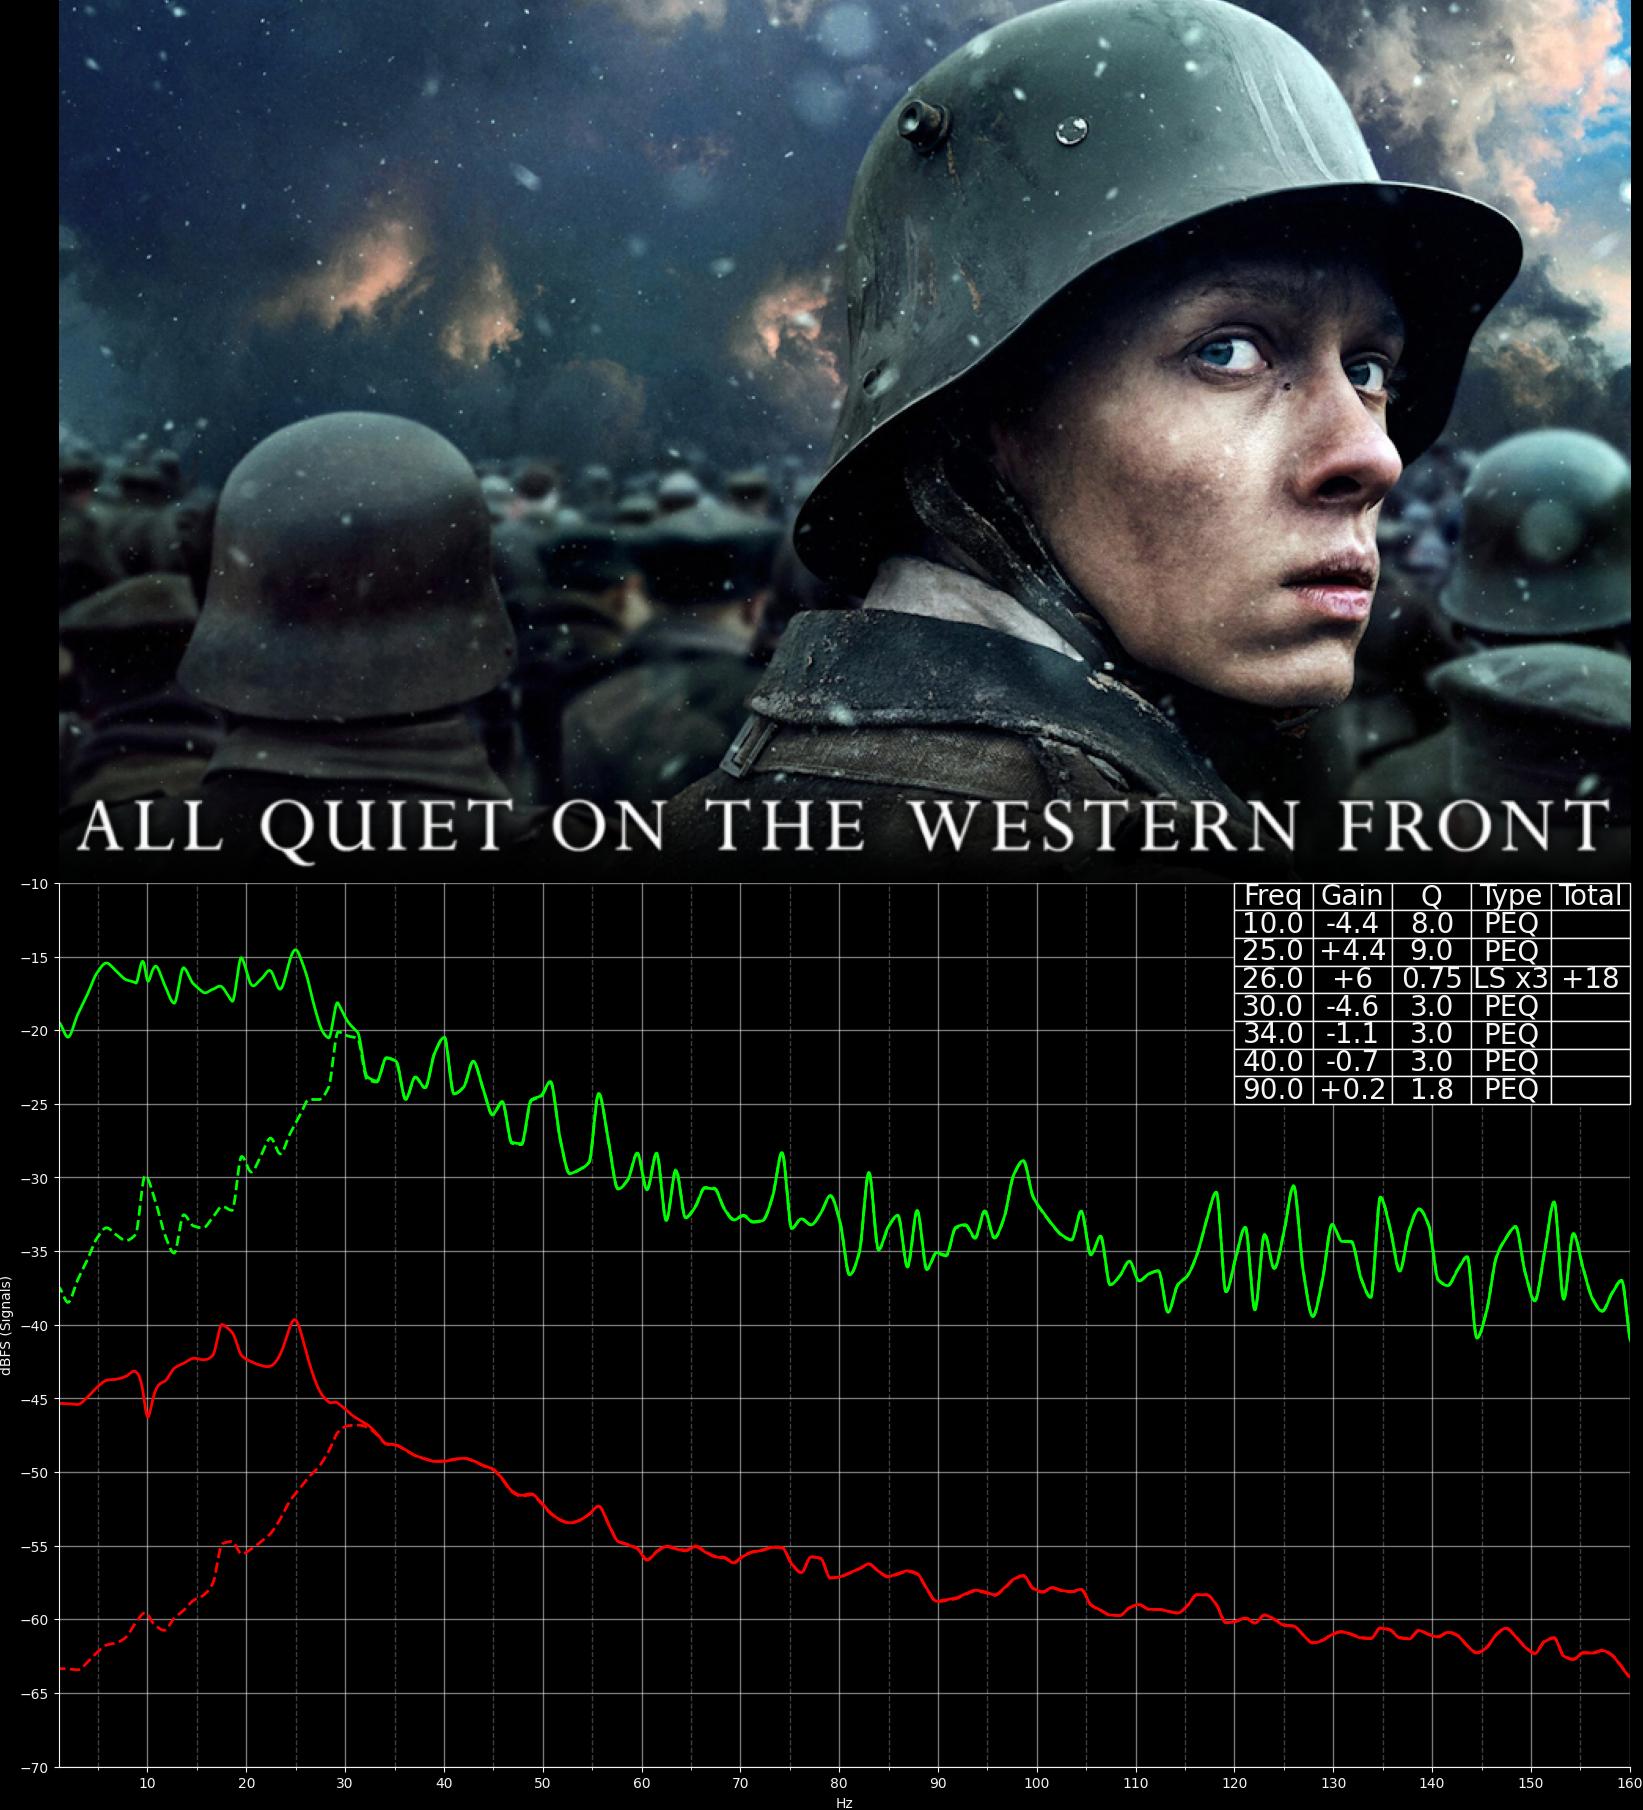 ALL QUIET ON THE WESTERN FRONT
Freq Gain Q Type Total
10.0 -4.4 8.0 PEQ
25.0 +4.4 9.0 PEQ
26.0 +6 0.75 LS x3 +18
30.0 -4.6 3.0 PEQ
34.0 -1.1 3.0 PEQ
40.0 -0.7 3.0 PEQ
90.0 +0.2 1.8 PEQ
−10
−15
−20
−25
−30
−35
−40
−45
−50
−55
−60
−65
−70
dBFS (Signals)
10 20 30 40 50 60 70 80 90 100 110 120 130 140 150 160
Hz